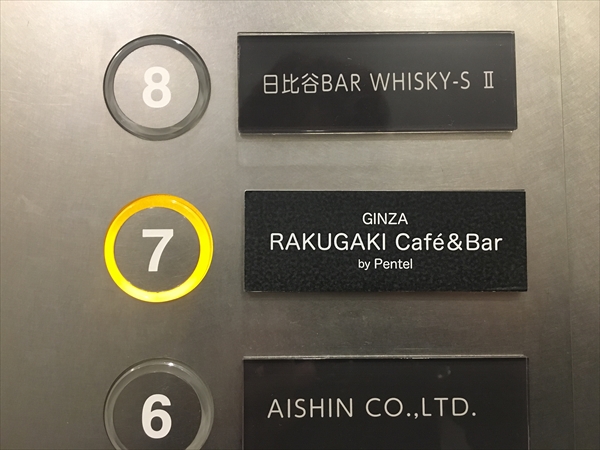 8
日比谷BAR WHISKY-S Ⅱ
7
GINZA
RAKUGAKI Café&Bar
by Pentel
6
AISHIN CO.,LTD.